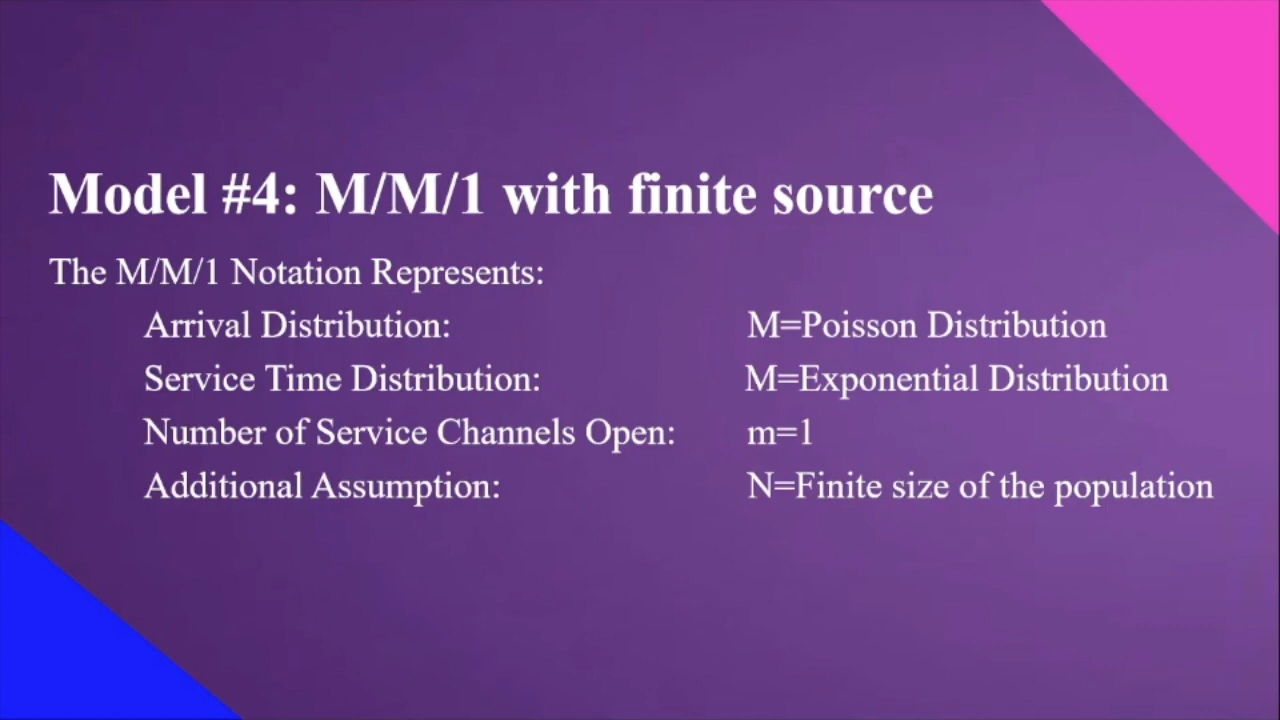 Model #4: M/M/1 with finite source
The M/M/1 Notation Represents:
Arrival Distribution: M=Poisson Distribution
Service Time Distribution: M=Exponential Distribution
Number of Service Channels Open: m=1
Additional Assumption: N=Finite size of the population